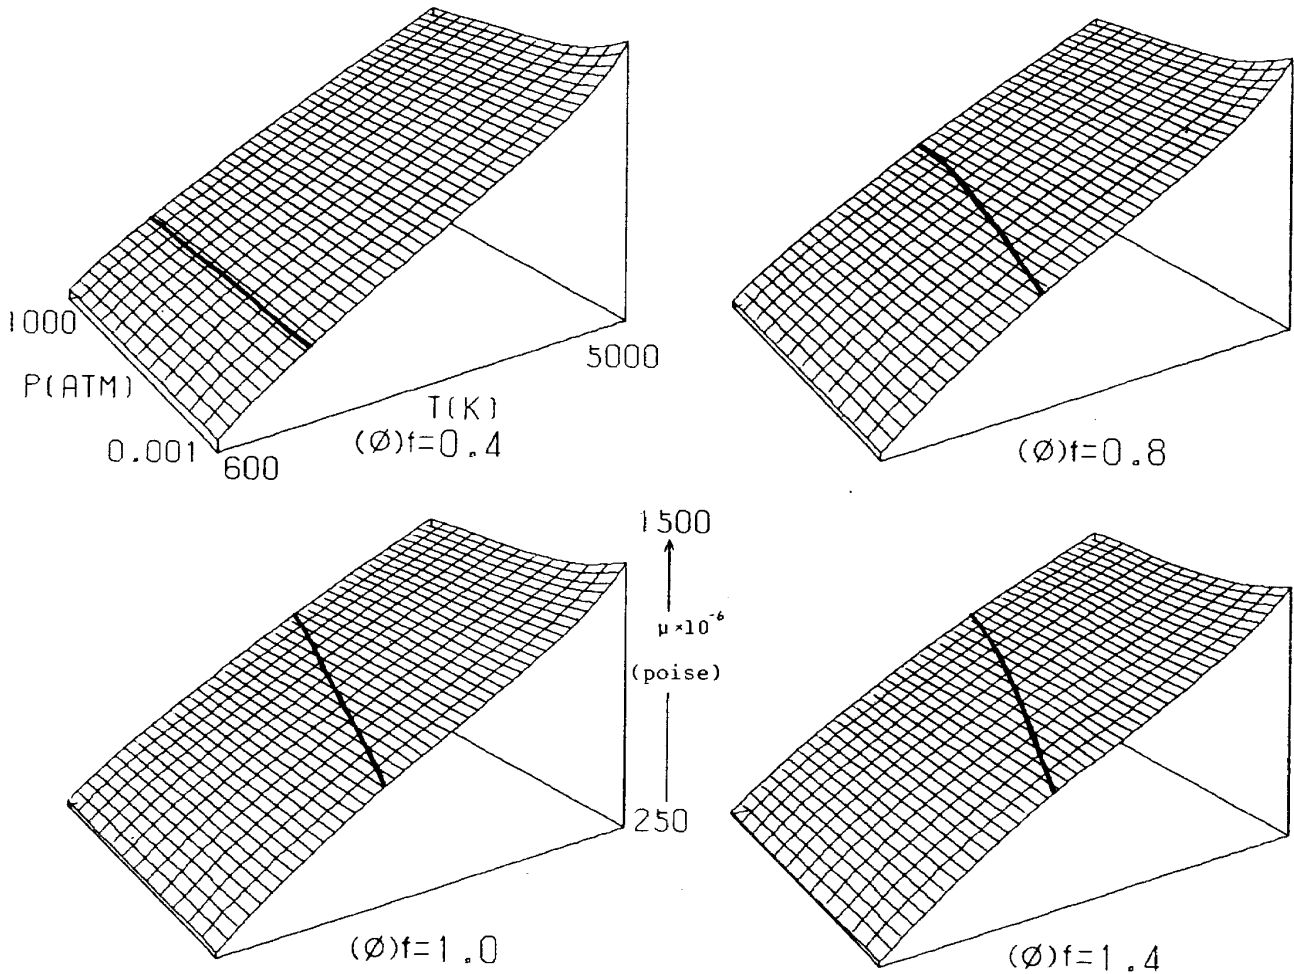 1000
P(ATM)
0.001
600
T(K)
5000
(Ø)f=0.4
(Ø)f=0.8
1500
μ×10⁻⁶
(poise)
250
(Ø)f=1.0
(Ø)f=1.4